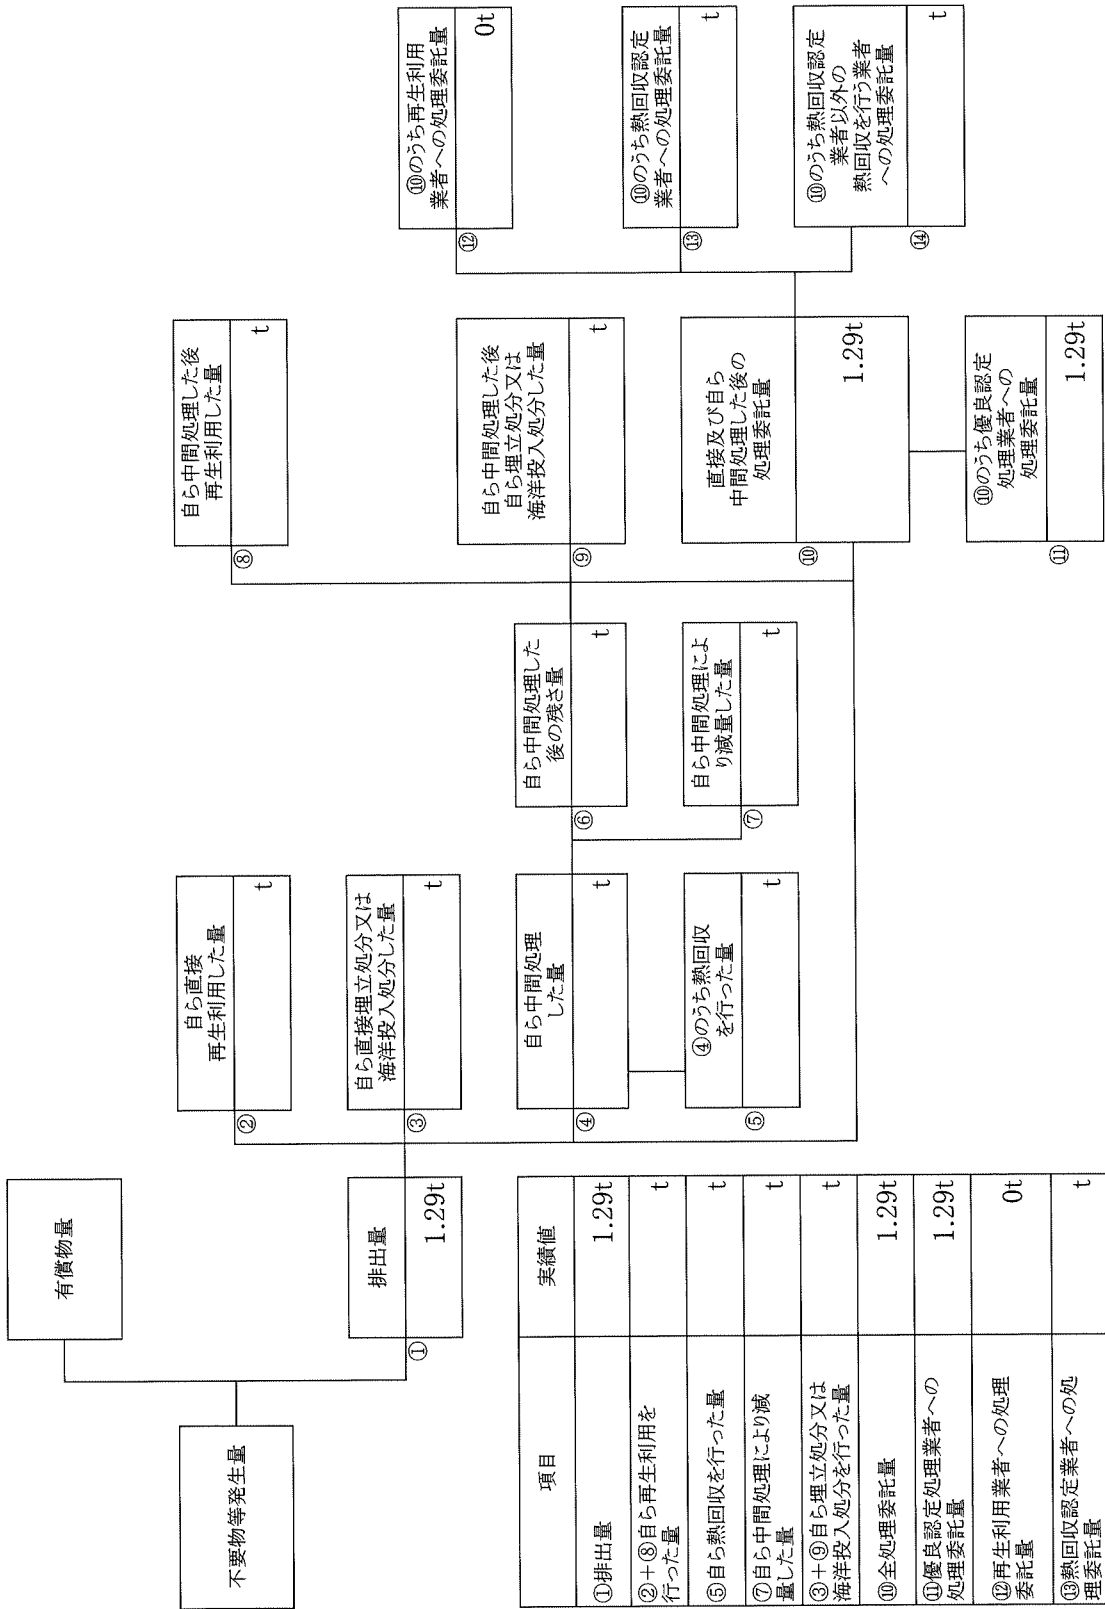 不要物等発生量
有償物量
排出量
①
1.29t
自ら直接
再生利用した量
②
t
自ら直接埋立処分又は
海洋投入処分した量
③
t
自ら中間処理
した量
④
t
④のうち熱回収
を行った量
⑤
t
自ら中間処理した
後の残さ量
⑥
t
自ら中間処理によ
り減量した量
⑦
t
自ら中間処理した後
再生利用した量
⑧
t
自ら中間処理した後
自ら埋立処分又は
海洋投入処分した量
⑨
t
直接及び自ら
中間処理した後の
処理委託量
⑩
1.29t
⑩のうち優良認定
処理業者への
処理委託量
⑪
1.29t
⑩のうち再生利用
業者への処理委託量
⑫
0t
⑩のうち熱回収認定
業者への処理委託量
⑬
t
⑩のうち熱回収認定
業者以外の
熱回収を行う業者
への処理委託量
⑭
t
項目 実績値
①排出量 1.29t
②+⑧自ら再生利用を
行った量 t
⑤自ら熱回収を行った量 t
⑦自ら中間処理により減
量した量 t
③+⑨自ら埋立処分又は
海洋投入処分を行った量 t
⑩全処理委託量 1.29t
⑪優良認定処理業者への
処理委託量 1.29t
⑫再生利用業者への処理
委託量 0t
⑬熱回収認定業者への処
理委託量 t